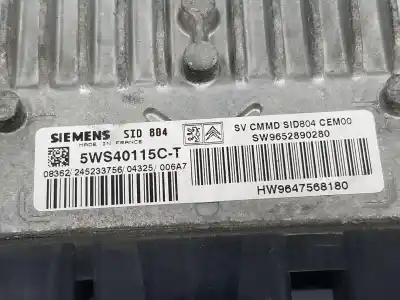 SIEMENS SID 804
MADE IN FRANCE
5WS40115C-T
08362/245233756/04325/006A7
SV CMMD SID804 CEM00
SW9652890280
HW9647568180